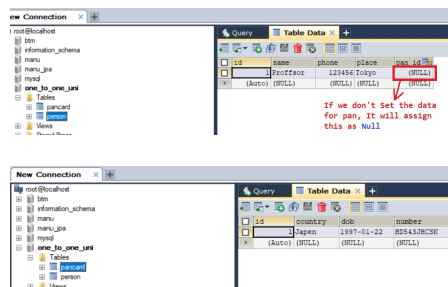 ew Connection
root@localhost
btm
information_schema
manu
manu_jpa
mysql
one_to_one_uni
Tables
pancard
person
Views
Query Table Data
id name phone place pan_id
1 Proffsor 123456 Tokyo (NULL)
(Auto) (NULL) (NULL) (NULL) (NULL)
If we don't Set the data
for pan, It will assign
this as Null
New Connection
root@localhost
btm
information_schema
manu
manu_jpa
mysql
one_to_one_uni
Tables
pancard
person
Views
Query Table Data
id country dob number
1 Japen 1997-01-22 HD543JHCSK
(Auto) (NULL) (NULL) (NULL)